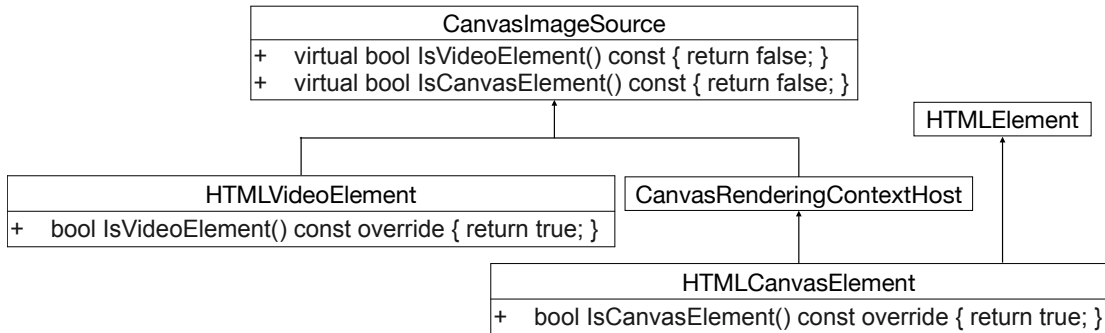 CanvasImageSource
+ virtual bool IsVideoElement() const { return false; }
+ virtual bool IsCanvasElement() const { return false; }
HTMLElement
HTMLVideoElement
+ bool IsVideoElement() const override { return true; }
CanvasRenderingContextHost
HTMLCanvasElement
+ bool IsCanvasElement() const override { return true; }